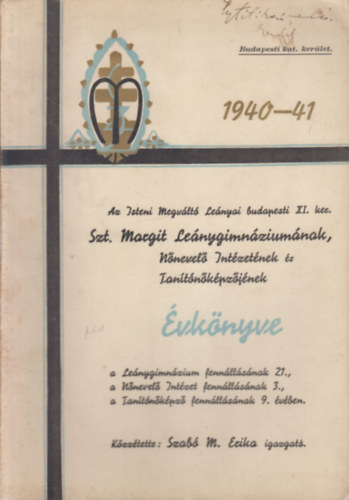 Budapesti kat. kerület.
1940—41
Az Isteni Megváltó Leányai budapesti XI. ker.
Szt. Margit Leánygimnáziumának,
Nőnevelő Intézetének és
Tanítónőképzőjének
Évkönyve
a Leánygimnázium fennállásának 21.,
a Nőnevelő Intézet fennállásának 3.,
a Tanítónőképző fennállásának 9. évében.
Közzétette: Szabó M. Erika igazgató.